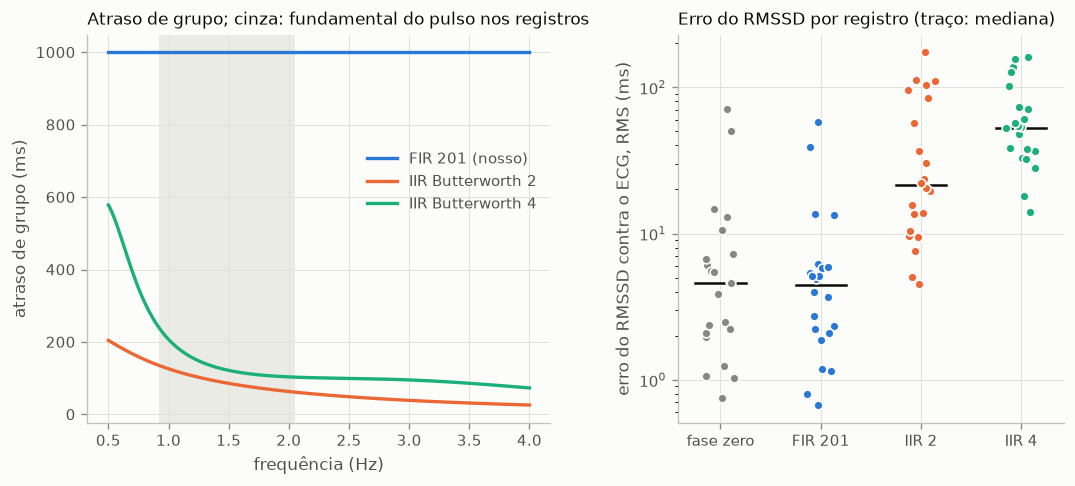 Atraso de grupo; cinza: fundamental do pulso nos registros
atraso de grupo (ms)
1000
800
600
400
200
0
FIR 201 (nosso)
IIR Butterworth 2
IIR Butterworth 4
0.5 1.0 1.5 2.0 2.5 3.0 3.5 4.0
frequência (Hz)
Erro do RMSSD por registro (traço: mediana)
erro do RMSSD contra o ECG, RMS (ms)
10²
10¹
10⁰
fase zero FIR 201 IIR 2 IIR 4